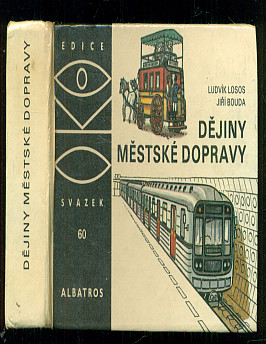 DĚJINY MĚSTSKÉ DOPRAVY
EDICE
OKO
SVAZEK
60
ALBATROS
LUDVÍK LOSOS
JIŘÍ BOUDA
DĚJINY
MĚSTSKÉ DOPRAVY